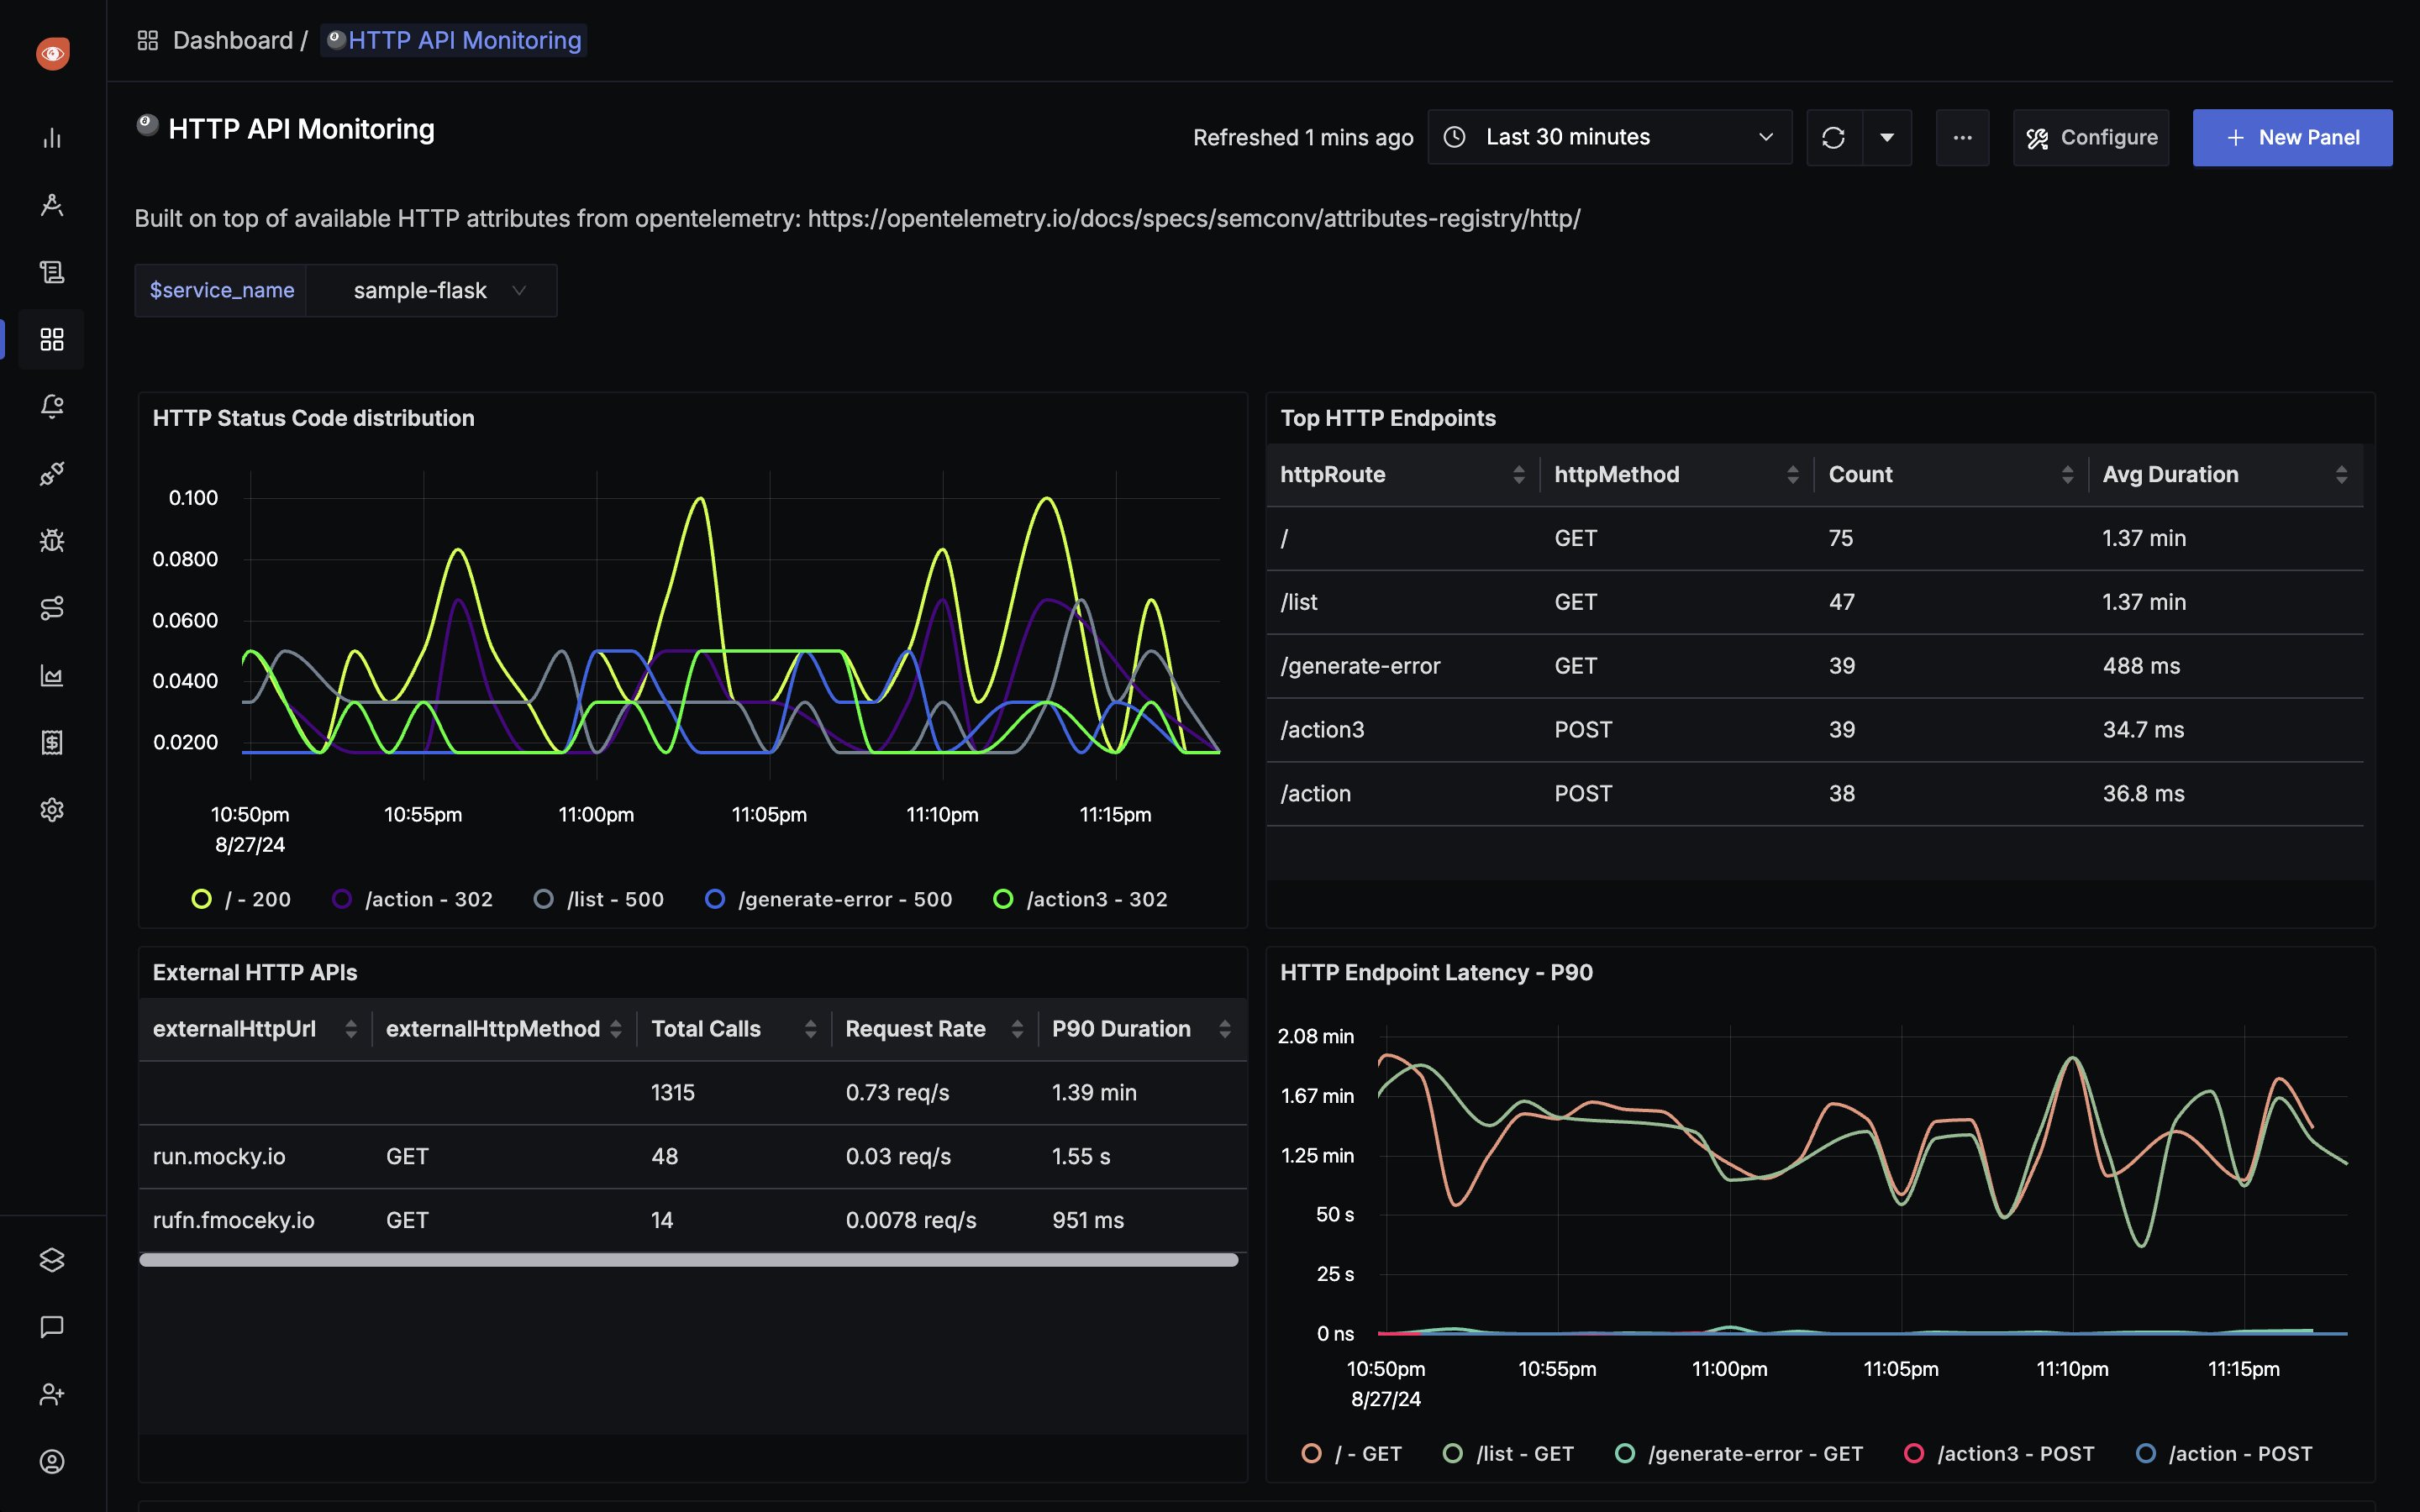 Dashboard / HTTP API Monitoring
HTTP API Monitoring
Refreshed 1 mins ago
Last 30 minutes
Configure
New Panel
Built on top of available HTTP attributes from opentelemetry: https://opentelemetry.io/docs/specs/semconv/attributes-registry/http/
$service_name sample-flask
HTTP Status Code distribution
0.100
0.0800
0.0600
0.0400
0.0200
10:50pm 10:55pm 11:00pm 11:05pm 11:10pm 11:15pm
8/27/24
/ - 200 /action - 302 /list - 500 /generate-error - 500 /action3 - 302
Top HTTP Endpoints
httpRoute httpMethod Count Avg Duration
/ GET 75 1.37 min
/list GET 47 1.37 min
/generate-error GET 39 488 ms
/action3 POST 39 34.7 ms
/action POST 38 36.8 ms
External HTTP APIs
externalHttpUrl externalHttpMethod Total Calls Request Rate P90 Duration
1315 0.73 req/s 1.39 min
run.mocky.io GET 48 0.03 req/s 1.55 s
rufn.fmoceky.io GET 14 0.0078 req/s 951 ms
HTTP Endpoint Latency - P90
2.08 min
1.67 min
1.25 min
50 s
25 s
0 ns
10:50pm 10:55pm 11:00pm 11:05pm 11:10pm 11:15pm
8/27/24
/ - GET /list - GET /generate-error - GET /action3 - POST /action - POST